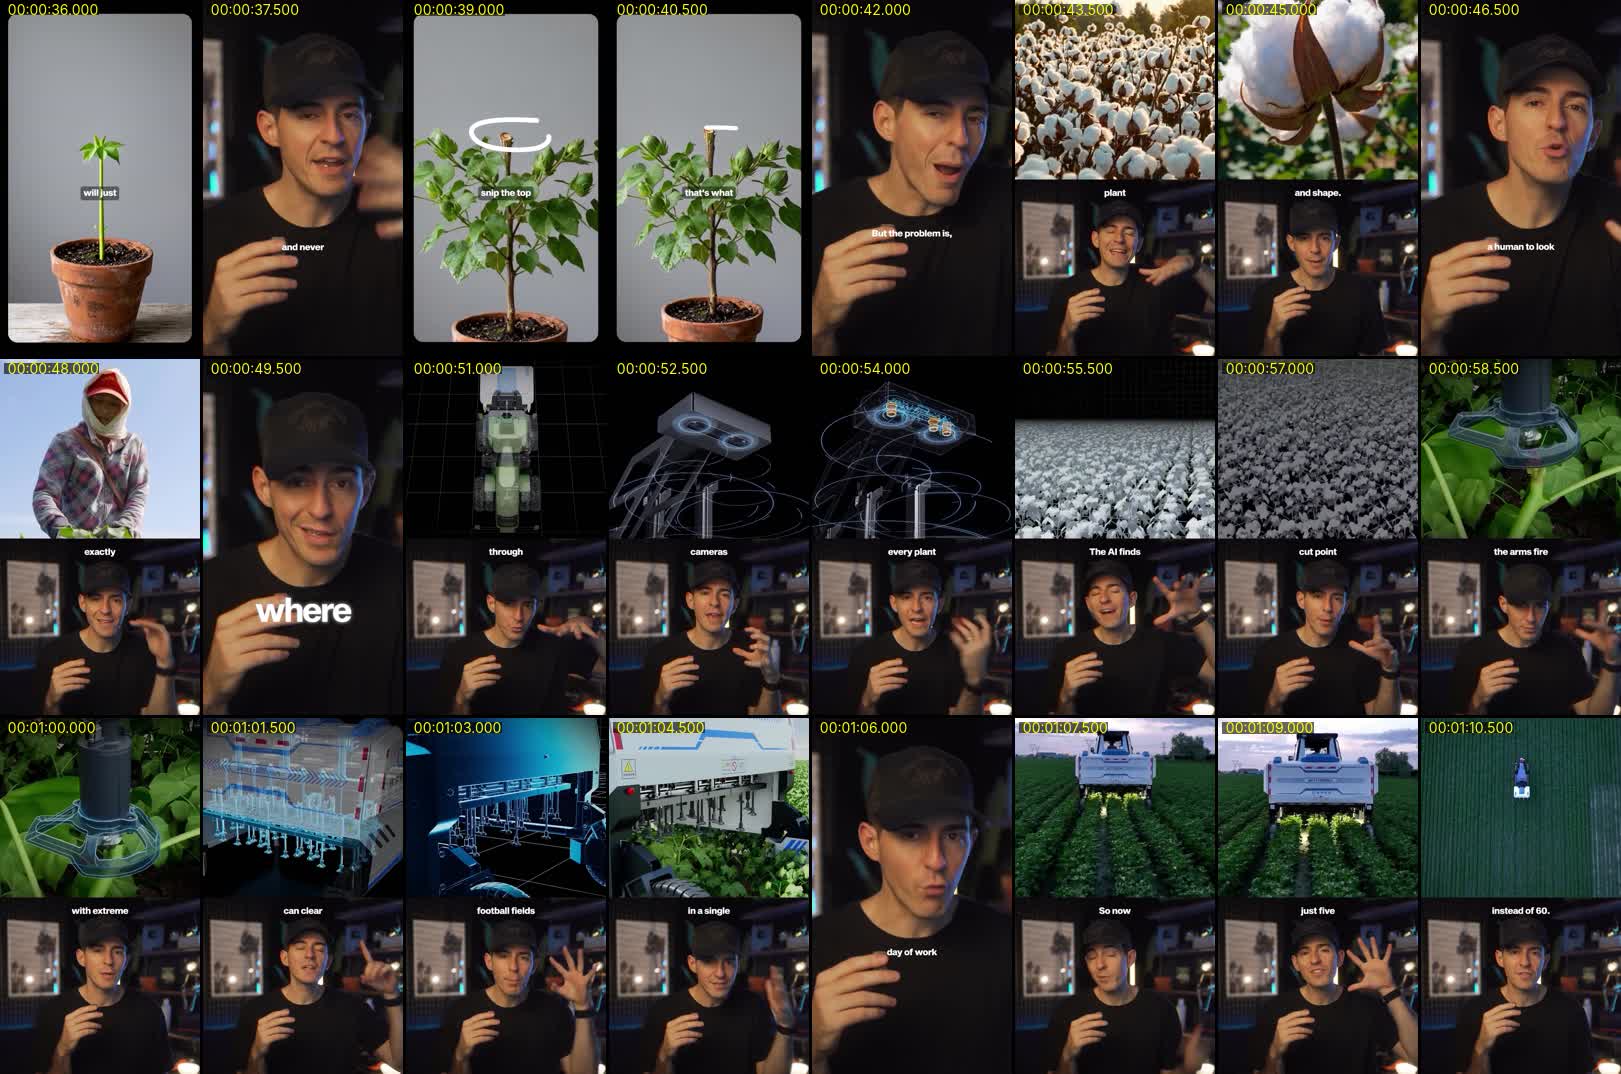 00:00:36.000
will just
00:00:37.500
and never
00:00:39.000
snip the top
00:00:40.500
that's what
00:00:42.000
But the problem is,
00:00:43.500
plant
00:00:45.000
and shape.
00:00:46.500
a human to look
00:00:48.000
exactly
00:00:49.500
where
00:00:51.000
through
00:00:52.500
cameras
00:00:54.000
every plant
00:00:55.500
The AI finds
00:00:57.000
cut point
00:00:58.500
the arms fire
00:01:00.000
with extreme
00:01:01.500
can clear
00:01:03.000
football fields
00:01:04.500
in a single
00:01:06.000
day of work
00:01:07.500
So now
00:01:09.000
just five
00:01:10.500
instead of 60.